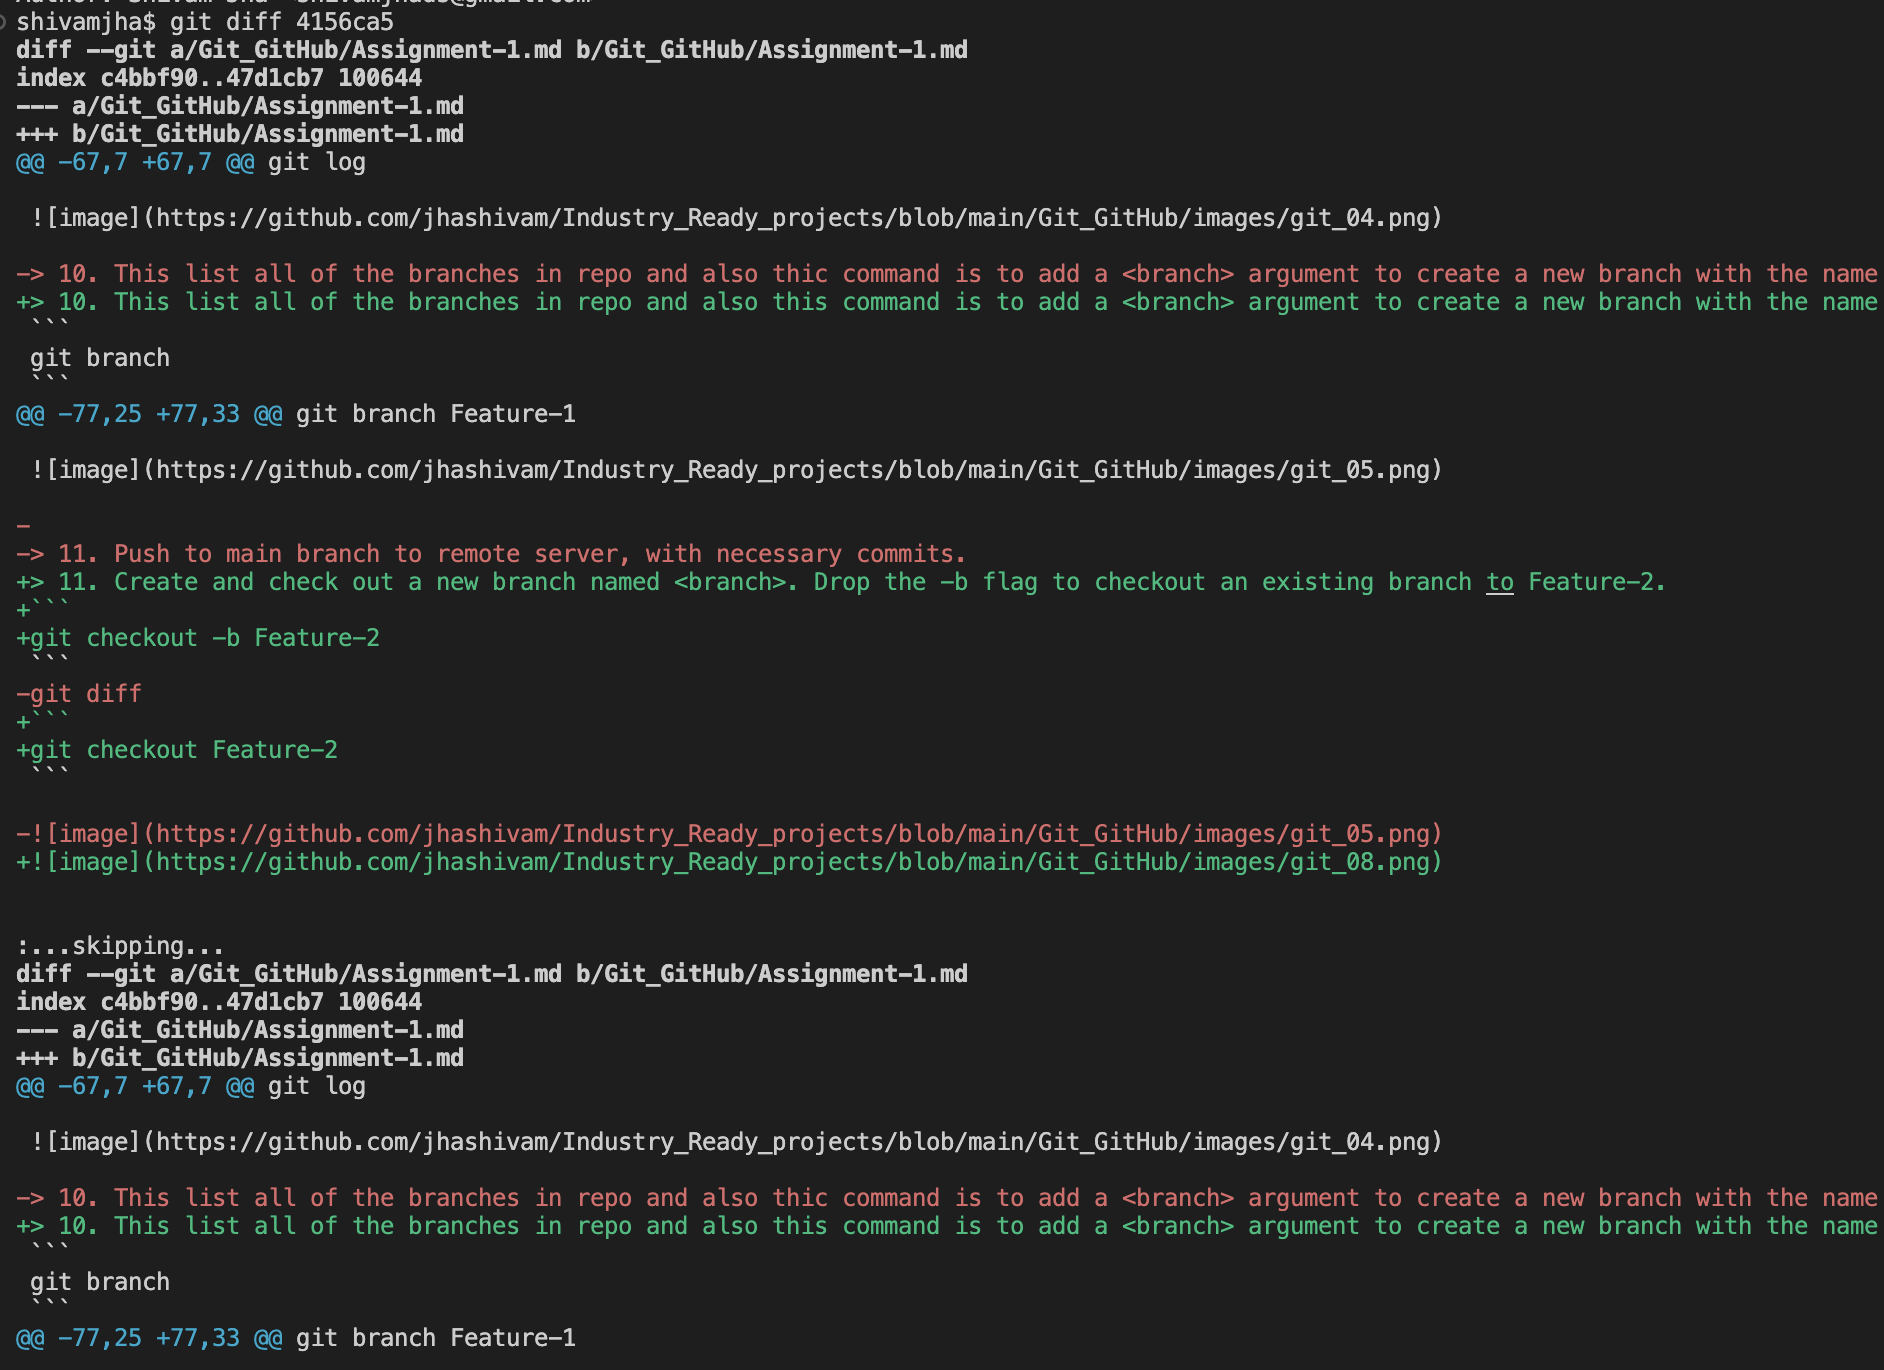 shivamjha$ git diff 4156ca5
diff --git a/Git_GitHub/Assignment-1.md b/Git_GitHub/Assignment-1.md
index c4bbf90..47d1cb7 100644
--- a/Git_GitHub/Assignment-1.md
+++ b/Git_GitHub/Assignment-1.md
@@ -67,7 +67,7 @@ git log
 ![image](https://github.com/jhashivam/Industry_Ready_projects/blob/main/Git_GitHub/images/git_04.png)
-> 10. This list all of the branches in repo and also thic command is to add a <branch> argument to create a new branch with the name
+> 10. This list all of the branches in repo and also this command is to add a <branch> argument to create a new branch with the name
 ```
 git branch
 ```
@@ -77,25 +77,33 @@ git branch Feature-1
 ![image](https://github.com/jhashivam/Industry_Ready_projects/blob/main/Git_GitHub/images/git_05.png)
-
-> 11. Push to main branch to remote server, with necessary commits.
+> 11. Create and check out a new branch named <branch>. Drop the -b flag to checkout an existing branch to Feature-2.
+```
+git checkout -b Feature-2
 ```
-git diff
+```
+git checkout Feature-2
 ```
-![image](https://github.com/jhashivam/Industry_Ready_projects/blob/main/Git_GitHub/images/git_05.png)
+![image](https://github.com/jhashivam/Industry_Ready_projects/blob/main/Git_GitHub/images/git_08.png)
:...skipping...
diff --git a/Git_GitHub/Assignment-1.md b/Git_GitHub/Assignment-1.md
index c4bbf90..47d1cb7 100644
--- a/Git_GitHub/Assignment-1.md
+++ b/Git_GitHub/Assignment-1.md
@@ -67,7 +67,7 @@ git log
 ![image](https://github.com/jhashivam/Industry_Ready_projects/blob/main/Git_GitHub/images/git_04.png)
-> 10. This list all of the branches in repo and also thic command is to add a <branch> argument to create a new branch with the name
+> 10. This list all of the branches in repo and also this command is to add a <branch> argument to create a new branch with the name
 ```
 git branch
 ```
@@ -77,25 +77,33 @@ git branch Feature-1